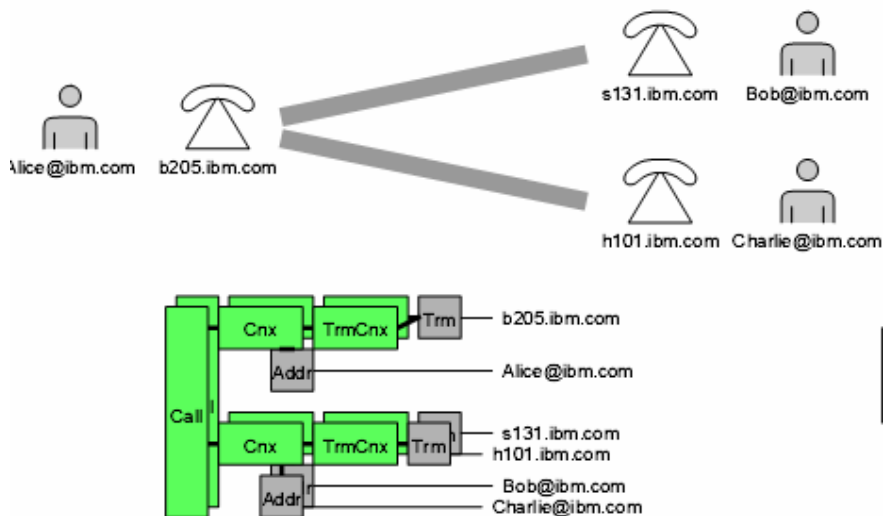 s131.ibm.com Bob@ibm.com
Alice@ibm.com b205.ibm.com
h101.ibm.com Charlie@ibm.com
Cnx TrmCnx Trm b205.ibm.com
Addr Alice@ibm.com
Call
Cnx TrmCnx Trm s131.ibm.com
h101.ibm.com
Bob@ibm.com
Addr Charlie@ibm.com